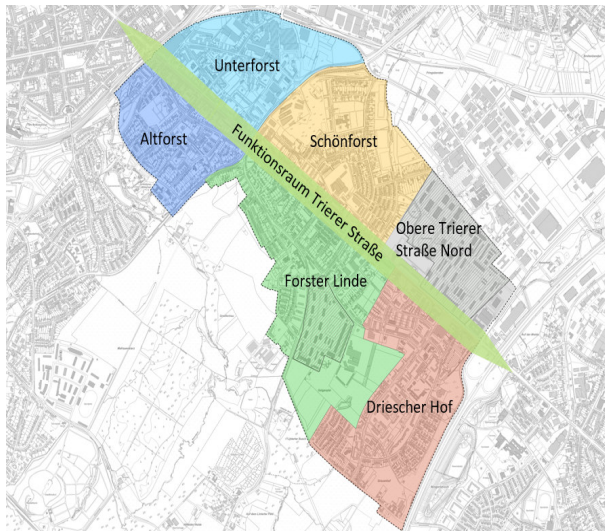 Unterforst
Altforst
Schönforst
Funktionsraum Trierer Straße
Obere Trierer
Straße Nord
Forster Linde
Driescher Hof